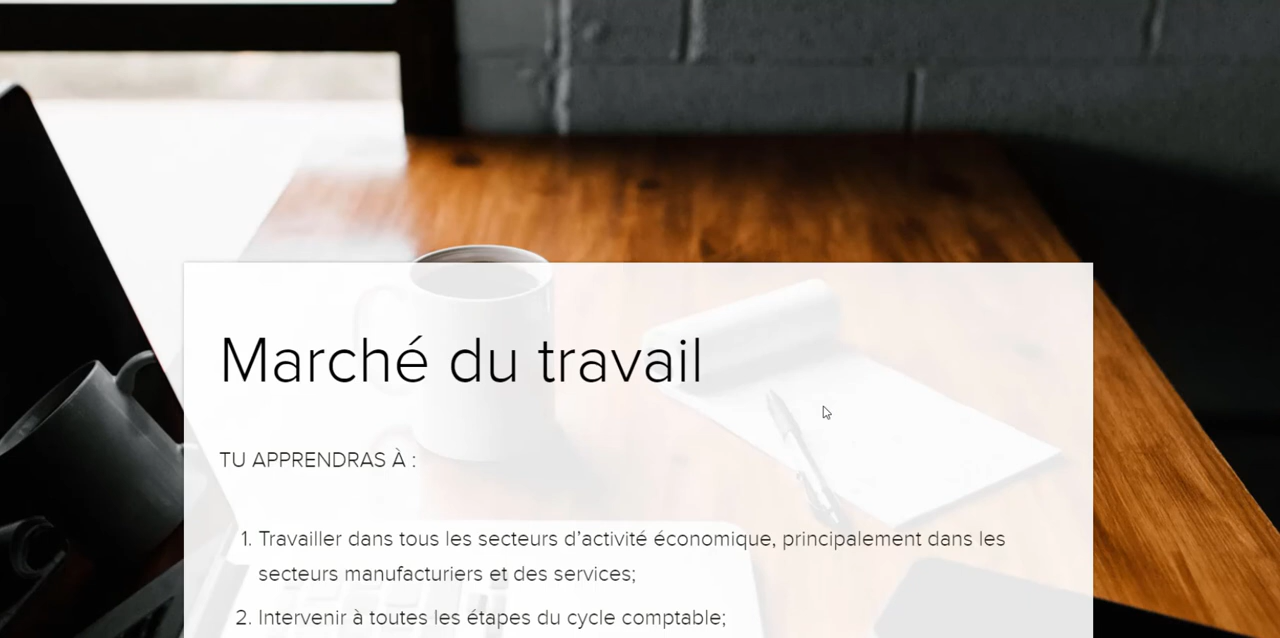 Marché du travail
TU APPRENDRAS À :
1. Travailler dans tous les secteurs d’activité économique, principalement dans les
secteurs manufacturiers et des services;
2. Intervenir à toutes les étapes du cycle comptable;